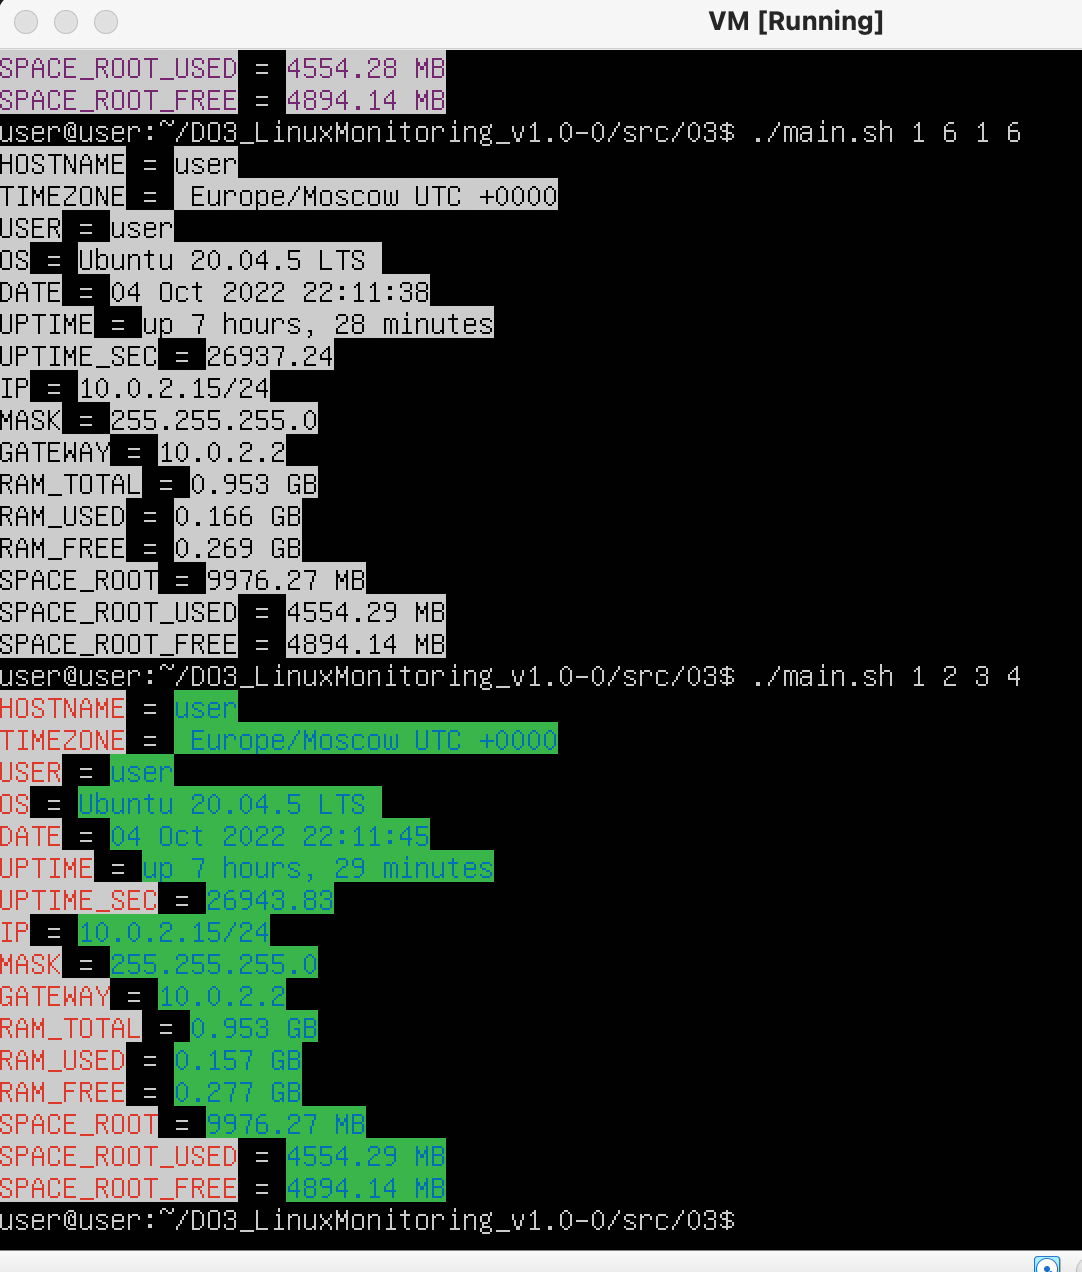 VM [Running]
SPACE_ROOT_USED = 4554.28 MB
SPACE_ROOT_FREE = 4894.14 MB
user@user:~/DO3_LinuxMonitoring_v1.0-0/src/03$ ./main.sh 1 6 1 6
HOSTNAME = user
TIMEZONE =  Europe/Moscow UTC +0000
USER = user
OS = Ubuntu 20.04.5 LTS
DATE = 04 Oct 2022 22:11:38
UPTIME = up 7 hours, 28 minutes
UPTIME_SEC = 26937.24
IP = 10.0.2.15/24
MASK = 255.255.255.0
GATEWAY = 10.0.2.2
RAM_TOTAL = 0.953 GB
RAM_USED = 0.166 GB
RAM_FREE = 0.269 GB
SPACE_ROOT = 9976.27 MB
SPACE_ROOT_USED = 4554.29 MB
SPACE_ROOT_FREE = 4894.14 MB
user@user:~/DO3_LinuxMonitoring_v1.0-0/src/03$ ./main.sh 1 2 3 4
HOSTNAME = user
TIMEZONE =  Europe/Moscow UTC +0000
USER = user
OS = Ubuntu 20.04.5 LTS
DATE = 04 Oct 2022 22:11:45
UPTIME = up 7 hours, 29 minutes
UPTIME_SEC = 26943.83
IP = 10.0.2.15/24
MASK = 255.255.255.0
GATEWAY = 10.0.2.2
RAM_TOTAL = 0.953 GB
RAM_USED = 0.157 GB
RAM_FREE = 0.277 GB
SPACE_ROOT = 9976.27 MB
SPACE_ROOT_USED = 4554.29 MB
SPACE_ROOT_FREE = 4894.14 MB
user@user:~/DO3_LinuxMonitoring_v1.0-0/src/03$